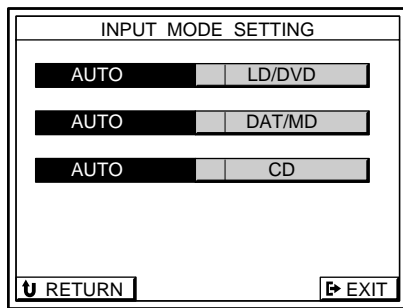 INPUT MODE SETTING
AUTO LD/DVD
AUTO DAT/MD
AUTO CD
RETURN EXIT